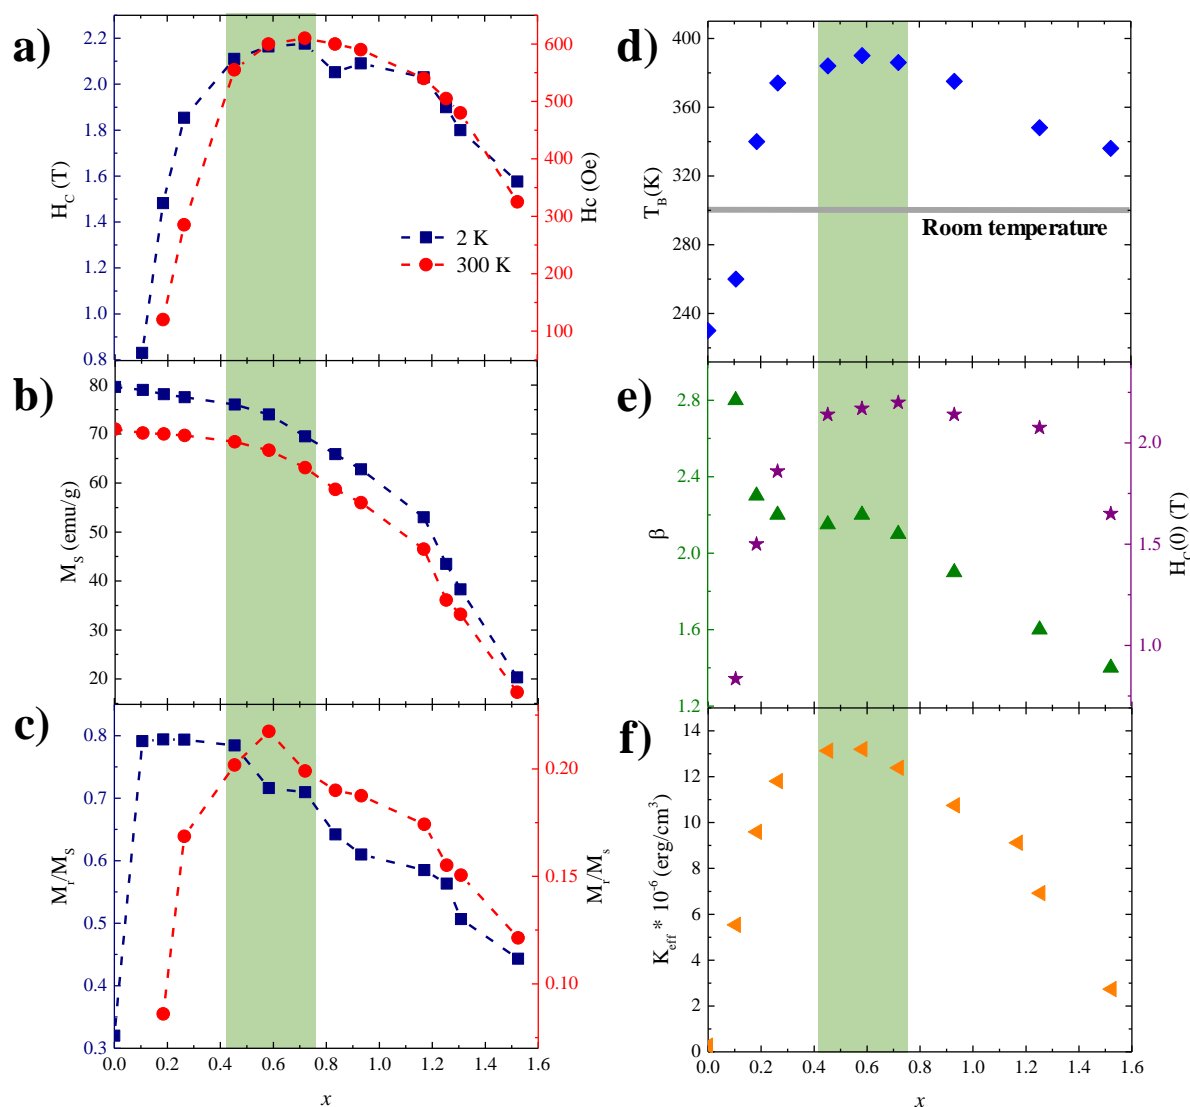 a)
2.2
2.0
1.8
1.6
1.4
1.2
1.0
0.8
H_C (T)
600
500
400
300
200
100
Hc (Oe)
2 K
300 K
b)
80
70
60
50
40
30
20
M_S (emu/g)
c)
0.8
0.7
0.6
0.5
0.4
0.3
M_r/M_S
0.20
0.15
0.10
M_r/M_s
0.0 0.2 0.4 0.6 0.8 1.0 1.2 1.4 1.6
x
d)
390
360
320
290
260
230
T_B(K)
Room temperature
e)
2.8
2.4
2.0
1.6
1.2
β
2.0
1.5
1.0
H_C(0) (T)
f)
14
12
10
8
6
4
2
0
K_eff * 10^-6 (erg/cm^3)
0.0 0.2 0.4 0.6 0.8 1.0 1.2 1.4 1.6
x